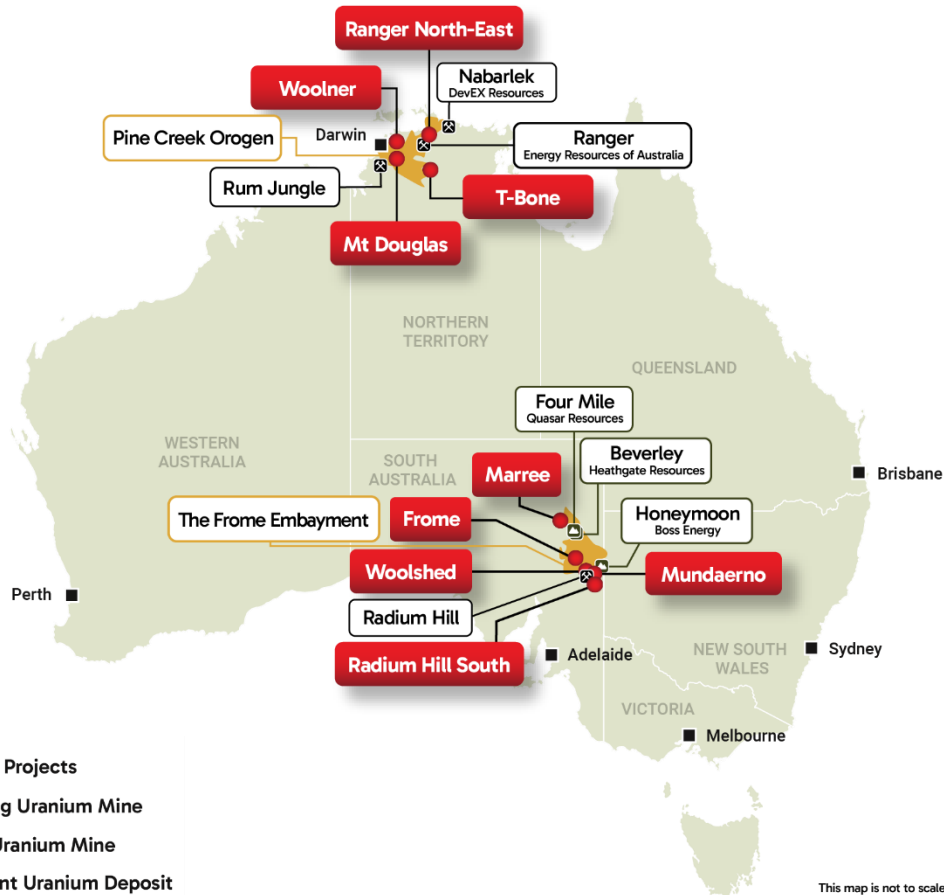 Ranger North-East
Nabarlek
DevEX Resources
Woolner
Pine Creek Orogen
Darwin
Ranger
Energy Resources of Australia
Rum Jungle
T-Bone
Mt Douglas
NORTHERN
TERRITORY
QUEENSLAND
Four Mile
Quasar Resources
WESTERN
AUSTRALIA
SOUTH
AUSTRALIA
Beverley
Heathgate Resources
Marree
Brisbane
The Frome Embayment
Frome
Honeymoon
Boss Energy
Woolshed
Mundaerno
Perth
Radium Hill
Radium Hill South
Adelaide
NEW SOUTH
WALES
Sydney
VICTORIA
Melbourne
Projects
g Uranium Mine
Uranium Mine
nt Uranium Deposit
This map is not to scale